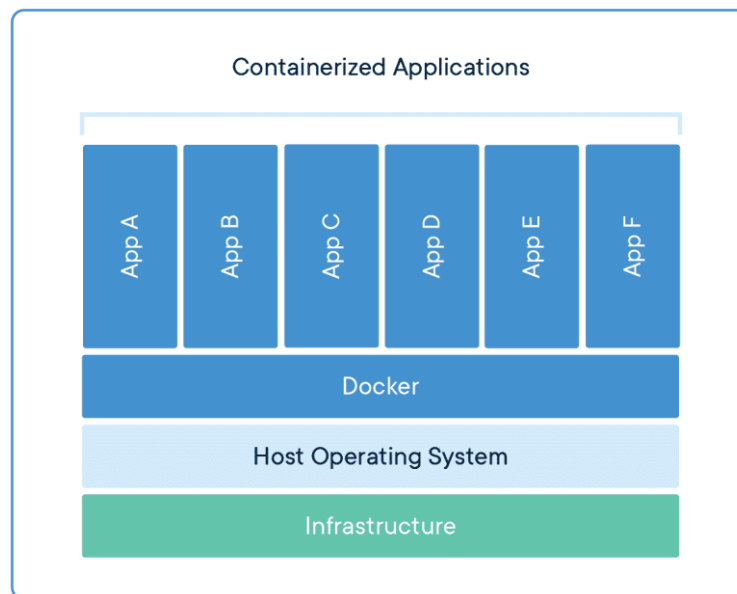 Containerized Applications
App A
App B
App C
App D
App E
App F
Docker
Host Operating System
Infrastructure